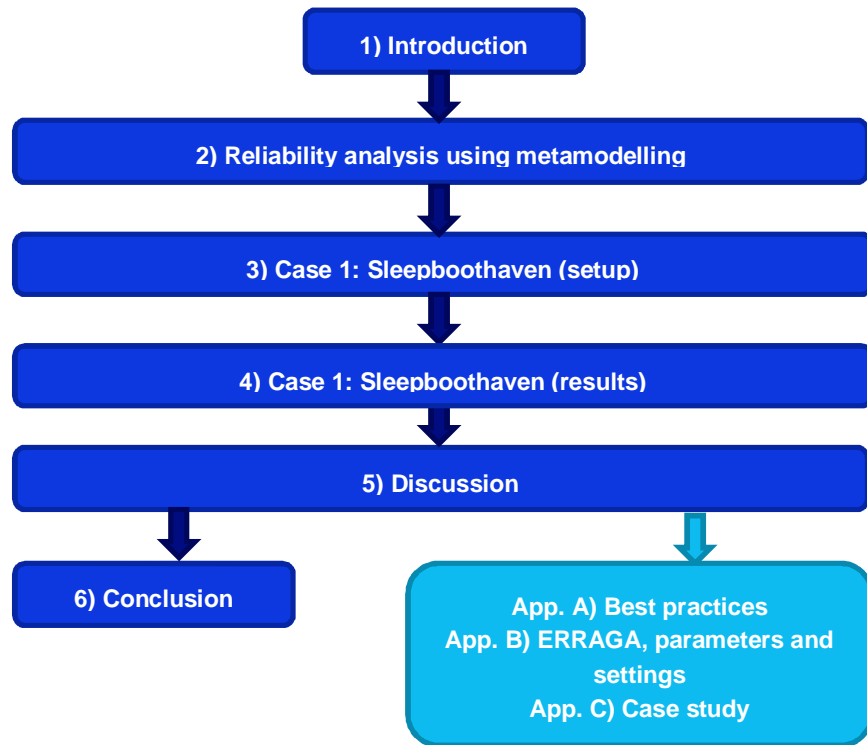 1) Introduction
2) Reliability analysis using metamodelling
3) Case 1: Sleepboothaven (setup)
4) Case 1: Sleepboothaven (results)
5) Discussion
6) Conclusion
App. A) Best practices
App. B) ERRAGA, parameters and
settings
App. C) Case study